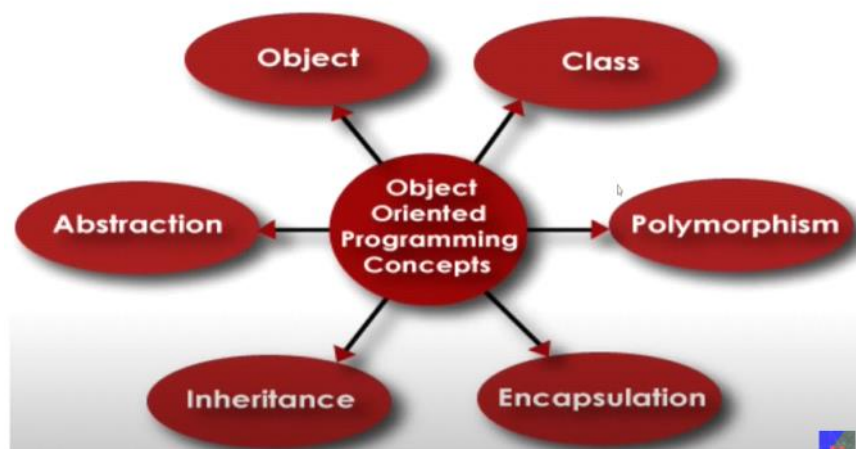 Object
Class
Object
Oriented
Programming
Concepts
Abstraction
Polymorphism
Inheritance
Encapsulation